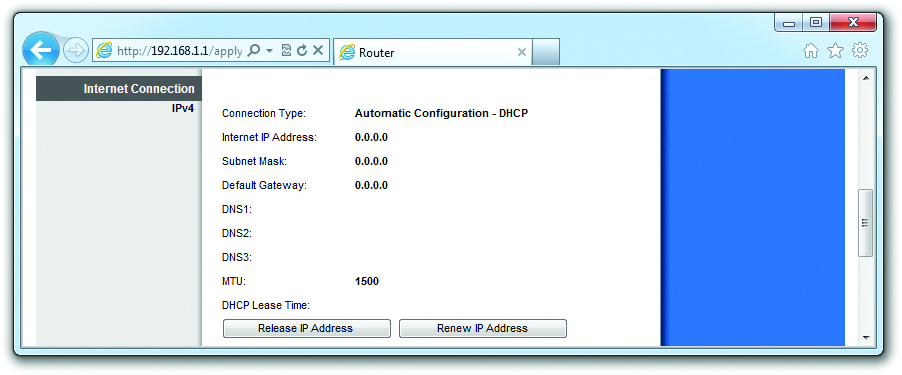 http://192.168.1.1/apply
Router
Internet Connection
IPv4
Connection Type: Automatic Configuration - DHCP
Internet IP Address: 0.0.0.0
Subnet Mask: 0.0.0.0
Default Gateway: 0.0.0.0
DNS1:
DNS2:
DNS3:
MTU: 1500
DHCP Lease Time:
Release IP Address Renew IP Address